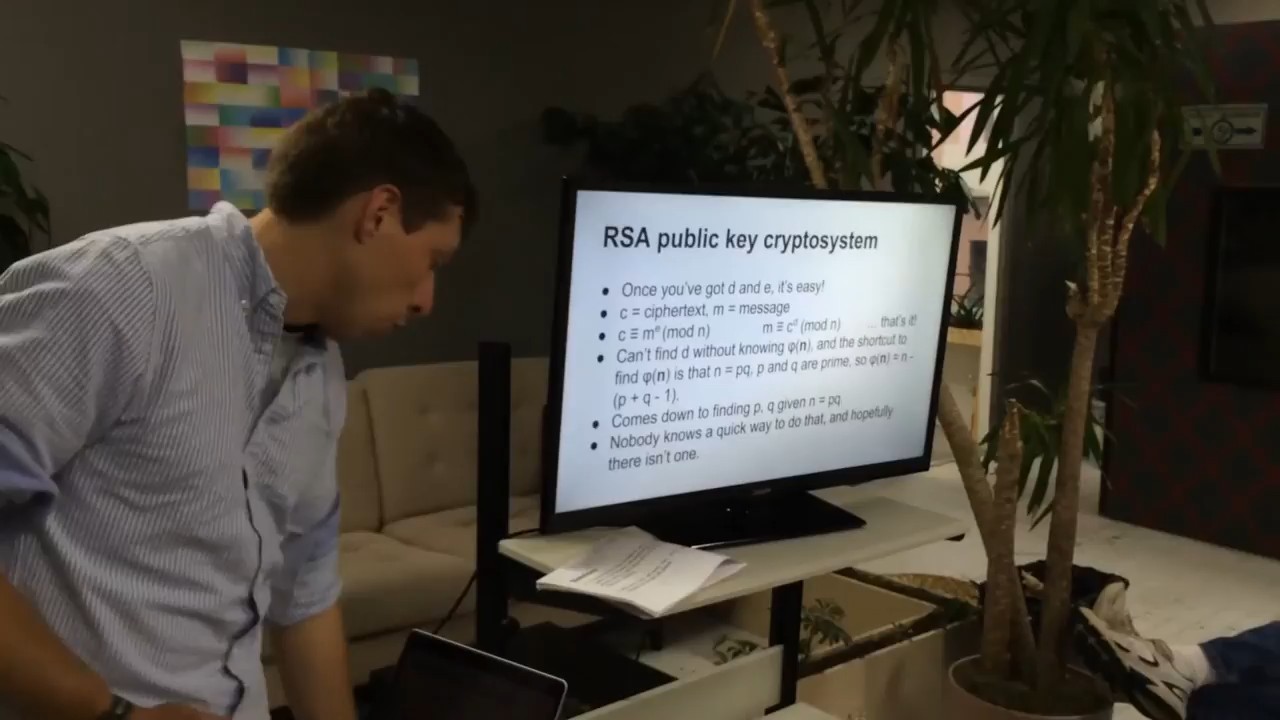 RSA public key cryptosystem
● Once you've got d and e, it's easy!
● c = ciphertext, m = message
● c ≡ mᵉ (mod n) m ≡ cᵈ (mod n) ... that's it!
● Can't find d without knowing φ(n), and the shortcut to
find φ(n) is that n = pq, p and q are prime, so φ(n) = n -
(p + q - 1).
● Comes down to finding p, q given n = pq
● Nobody knows a quick way to do that, and hopefully
there isn't one.